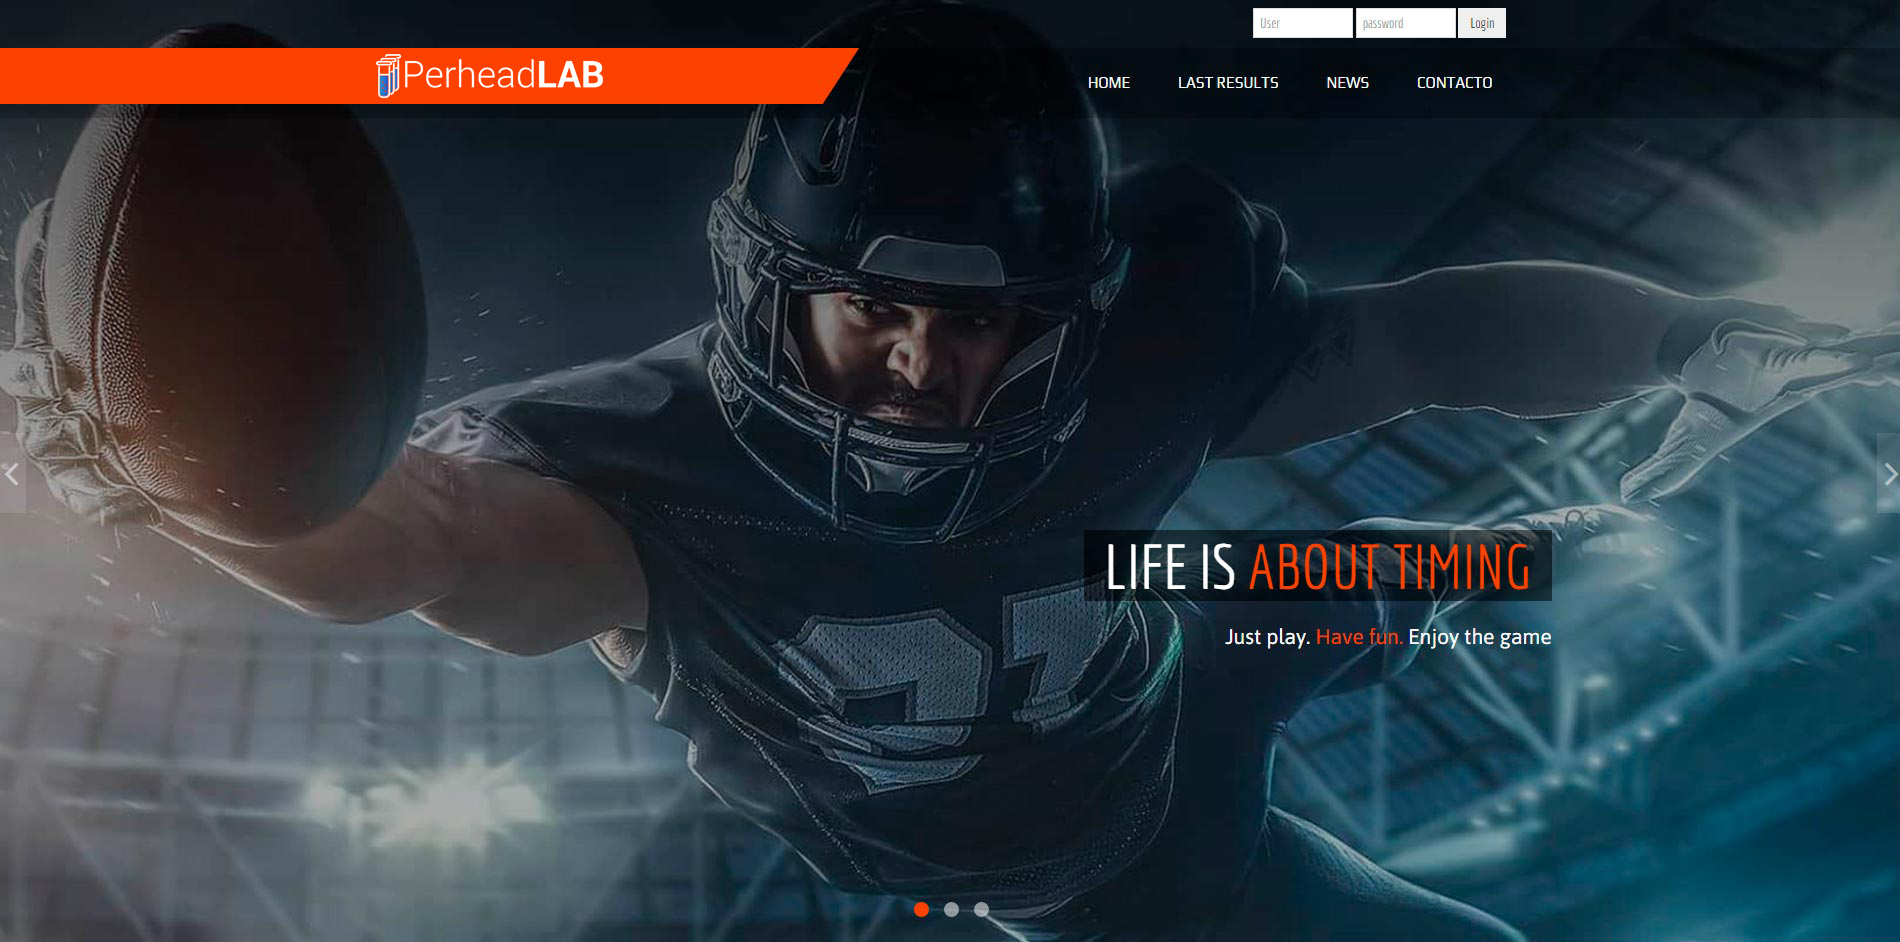 User password Login
PerheadLAB
HOME LAST RESULTS NEWS CONTACTO
LIFE IS ABOUT TIMING
Just play. Have fun. Enjoy the game
21